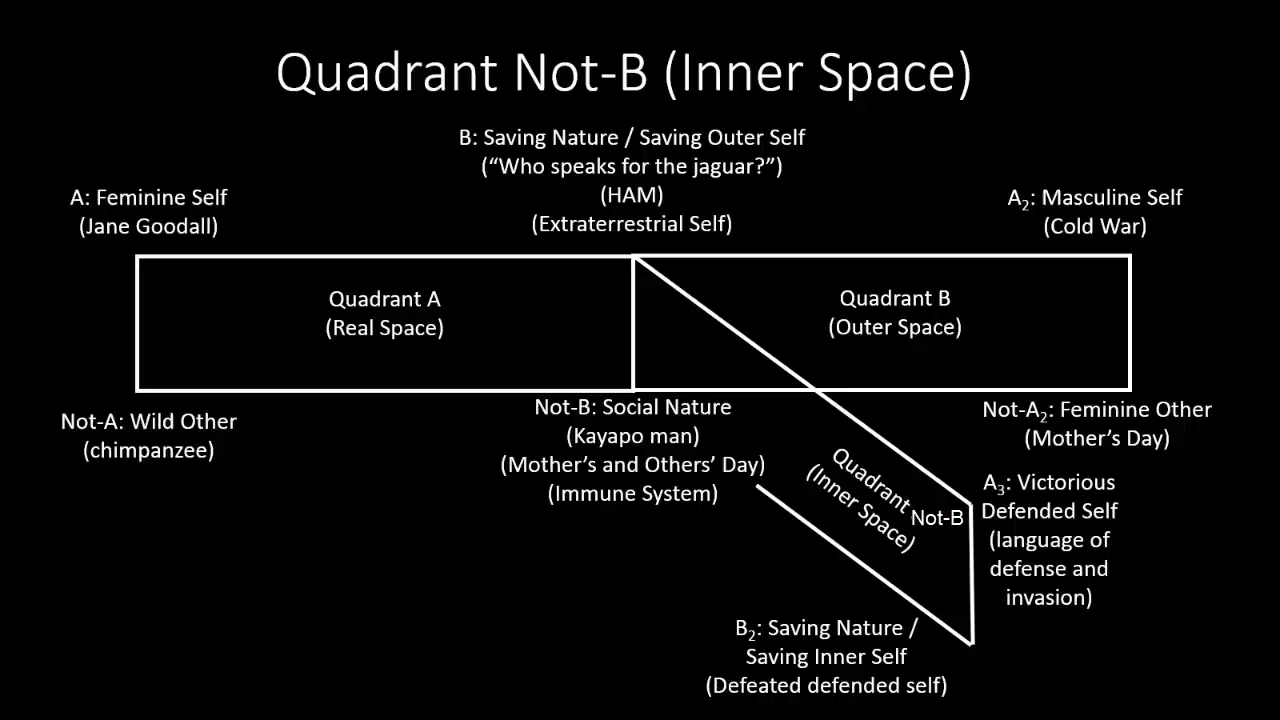 Quadrant Not-B (Inner Space)
B: Saving Nature / Saving Outer Self
(“Who speaks for the jaguar?”)
(HAM)
(Extraterrestrial Self)
A: Feminine Self
(Jane Goodall)
A₂: Masculine Self
(Cold War)
Quadrant A
(Real Space)
Quadrant B
(Outer Space)
Not-A: Wild Other
(chimpanzee)
Not-B: Social Nature
(Kayapo man)
(Mother’s and Others’ Day)
(Immune System)
Not-A₂: Feminine Other
(Mother’s Day)
Quadrant Not-B
(Inner Space)
A₃: Victorious
Defended Self
(language of
defense and
invasion)
B₂: Saving Nature /
Saving Inner Self
(Defeated defended self)